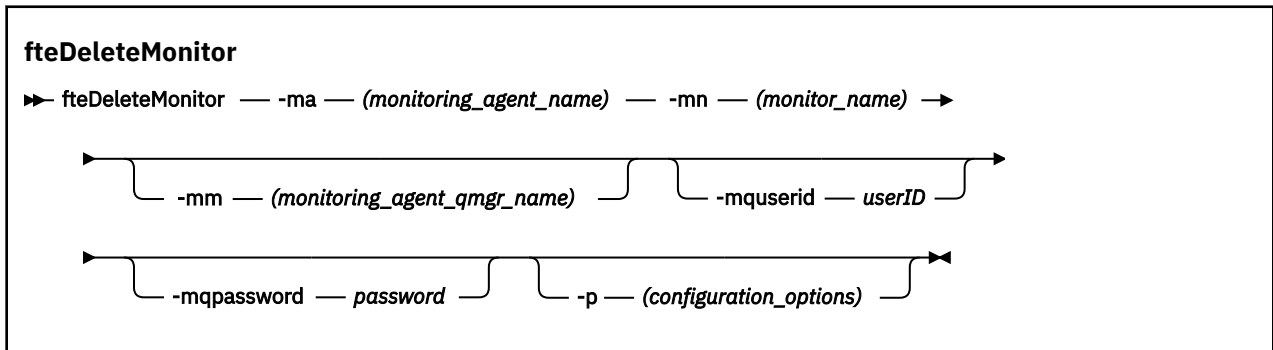 fteDeleteMonitor
fteDeleteMonitor -ma (monitoring_agent_name) -mn (monitor_name)
-mm (monitoring_agent_qmgr_name) -mquserid userID
-mqpassword password -p (configuration_options)